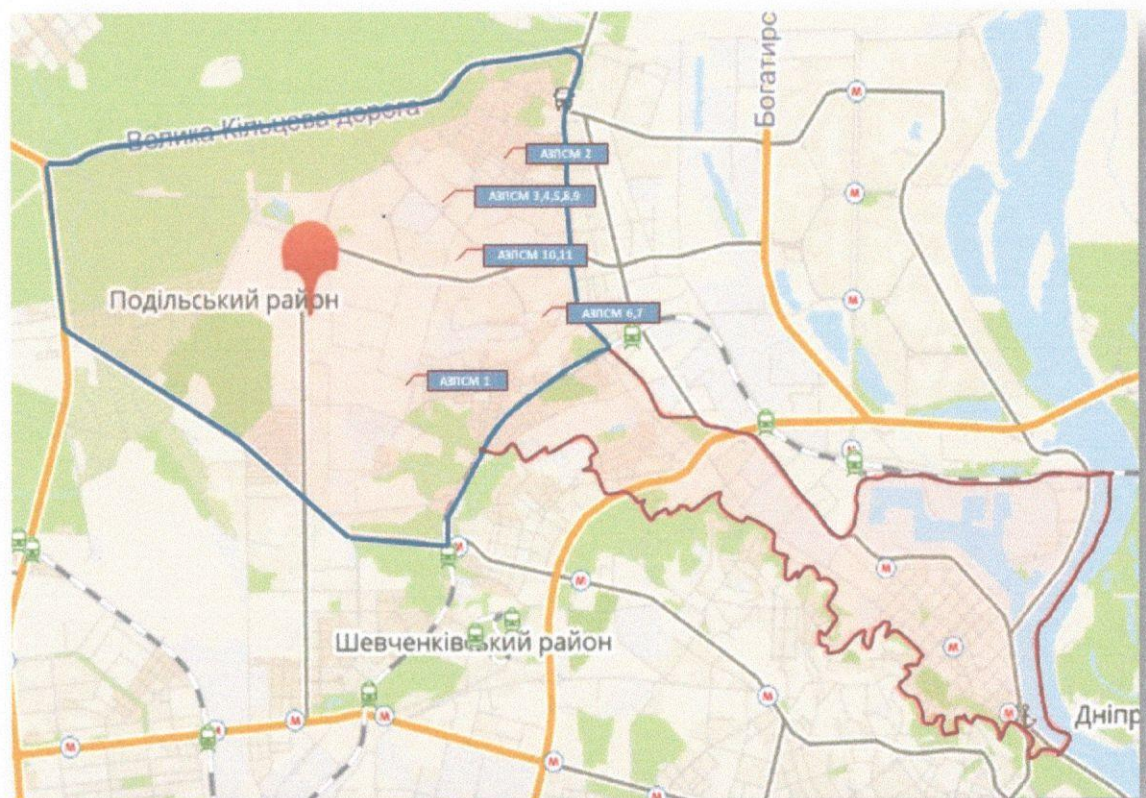 Богатирс
Велика Кільцева дорога
АЗПСМ 2
АЗПСМ 3,4,5,8,9
АЗПСМ 10,11
Подільський район
АЗПСМ 6,7
АЗПСМ 1
Шевченківський район
Дніпр